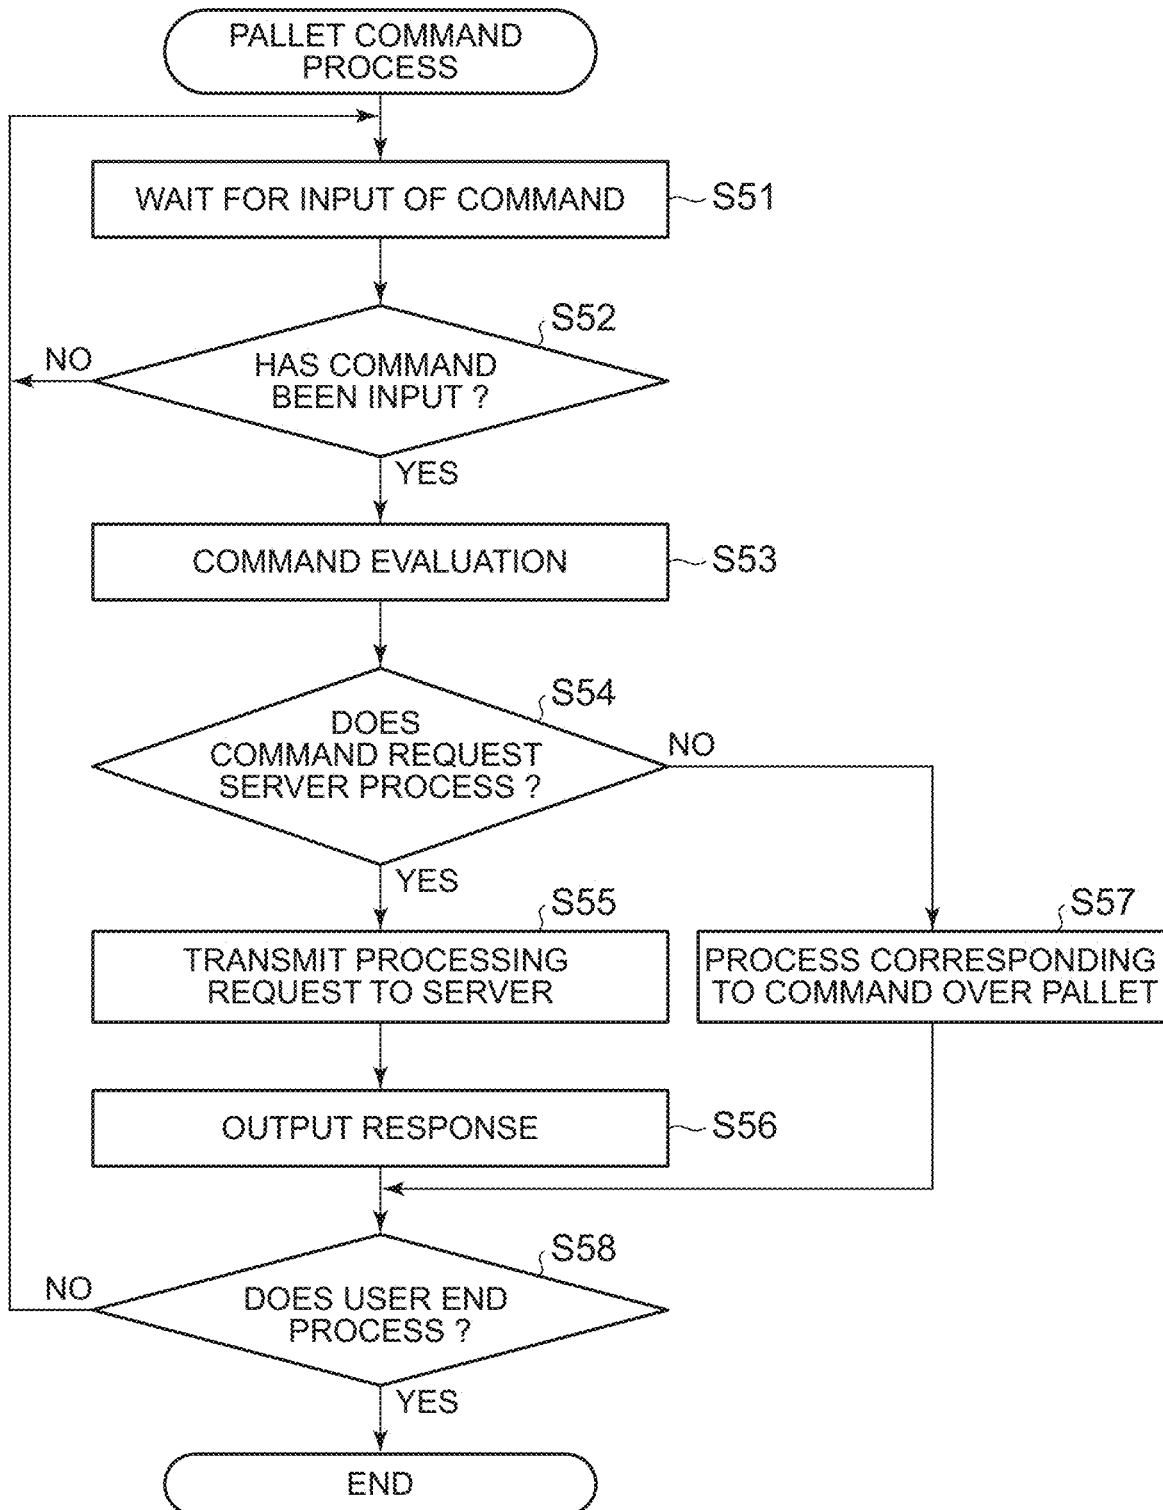 PALLET COMMAND
PROCESS
WAIT FOR INPUT OF COMMAND
S51
S52
NO
HAS COMMAND
BEEN INPUT ?
YES
COMMAND EVALUATION
S53
S54
DOES
COMMAND REQUEST
SERVER PROCESS ?
NO
YES
S55
TRANSMIT PROCESSING
REQUEST TO SERVER
S57
PROCESS CORRESPONDING
TO COMMAND OVER PALLET
OUTPUT RESPONSE
S56
S58
NO
DOES USER END
PROCESS ?
YES
END